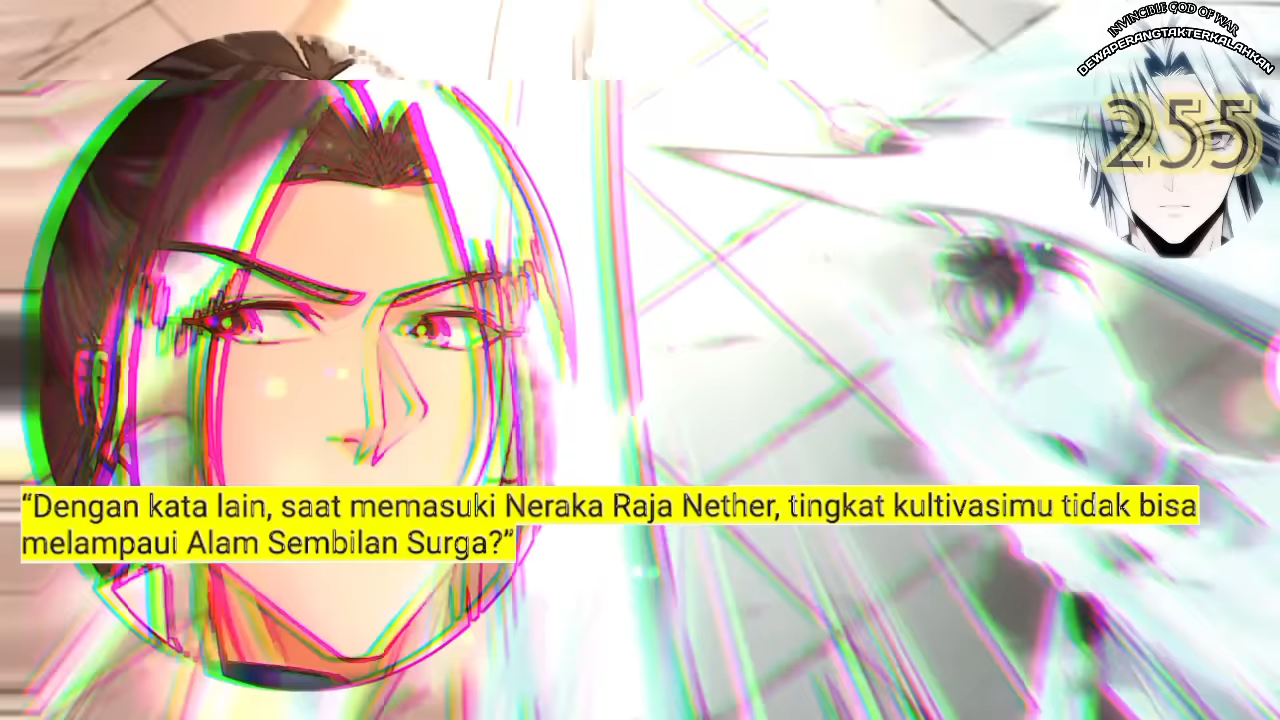 INVINCIBLE GOD OF WAR
DEWAPERANGTAKTERKALAHKAN
255
“Dengan kata lain, saat memasuki Neraka Raja Nether, tingkat kultivasimu tidak bisa
melampaui Alam Sembilan Surga?”